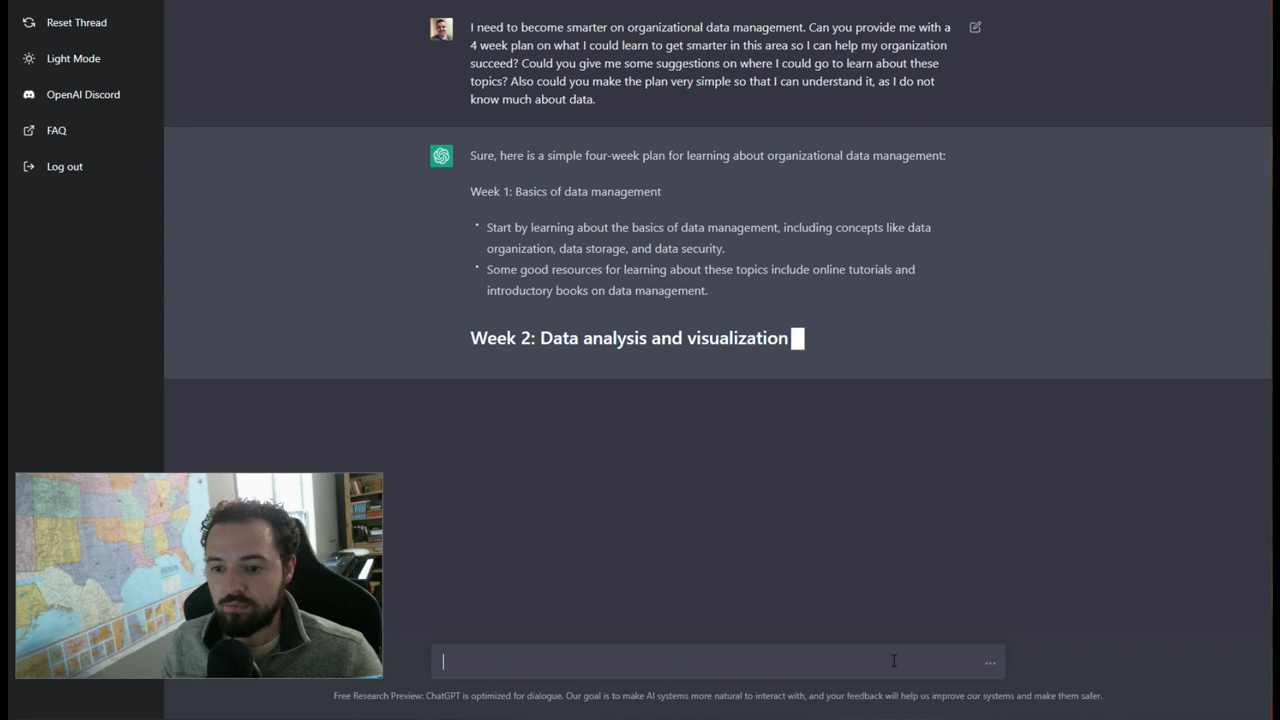 Reset Thread
Light Mode
OpenAI Discord
FAQ
Log out
I need to become smarter on organizational data management. Can you provide me with a
4 week plan on what I could learn to get smarter in this area so I can help my organization
succeed? Could you give me some suggestions on where I could go to learn about these
topics? Also could you make the plan very simple so that I can understand it, as I do not
know much about data.
Sure, here is a simple four-week plan for learning about organizational data management:
Week 1: Basics of data management
• Start by learning about the basics of data management, including concepts like data
organization, data storage, and data security.
• Some good resources for learning about these topics include online tutorials and
introductory books on data management.
Week 2: Data analysis and visualization
Free Research Preview: ChatGPT is optimized for dialogue. Our goal is to make AI systems more natural to interact with, and your feedback will help us improve our systems and make them safer.